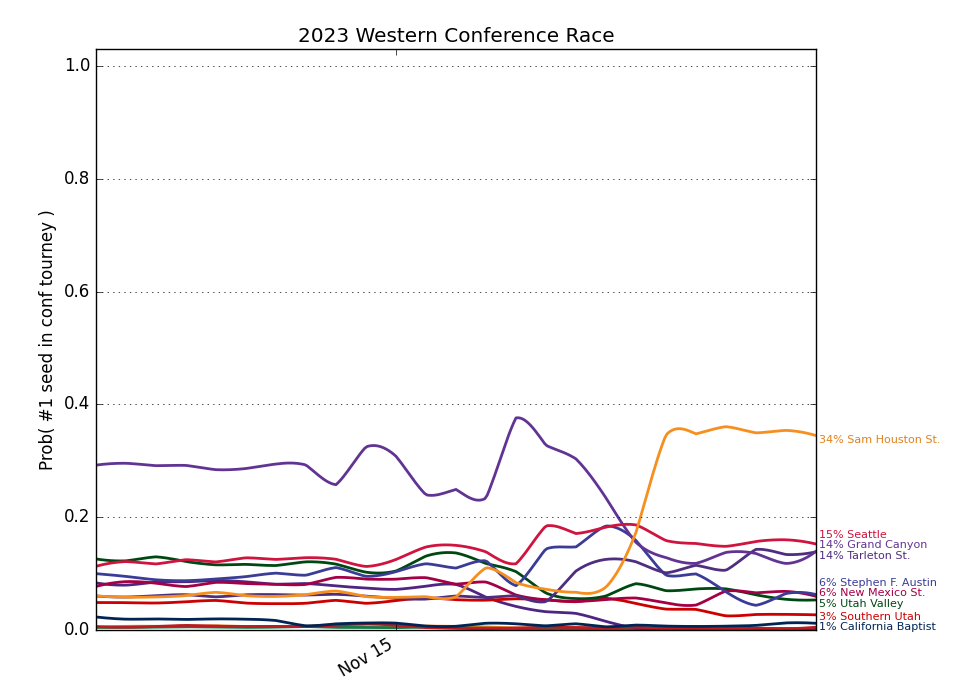 2023 Western Conference Race
Prob( #1 seed in conf tourney )
1.0
0.8
0.6
0.4
0.2
0.0
Nov 15
34% Sam Houston St.
15% Seattle
14% Grand Canyon
14% Tarleton St.
6% Stephen F. Austin
6% New Mexico St.
5% Utah Valley
3% Southern Utah
1% California Baptist